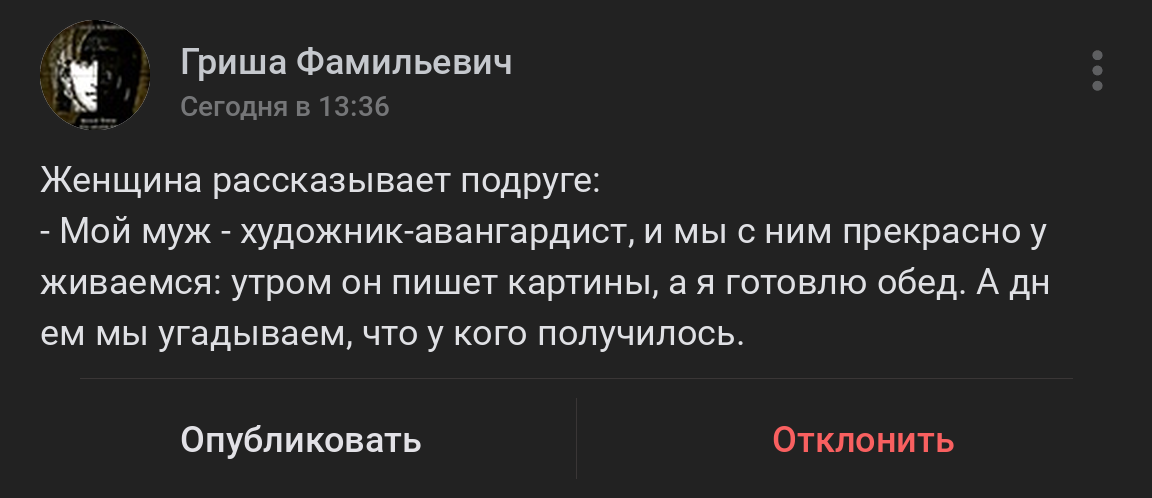 Гриша Фамильевич
Сегодня в 13:36
Женщина рассказывает подруге:
- Мой муж - художник-авангардист, и мы с ним прекрасно у
живаемся: утром он пишет картины, а я готовлю обед. А дн
ем мы угадываем, что у кого получилось.
Опубликовать
Отклонить